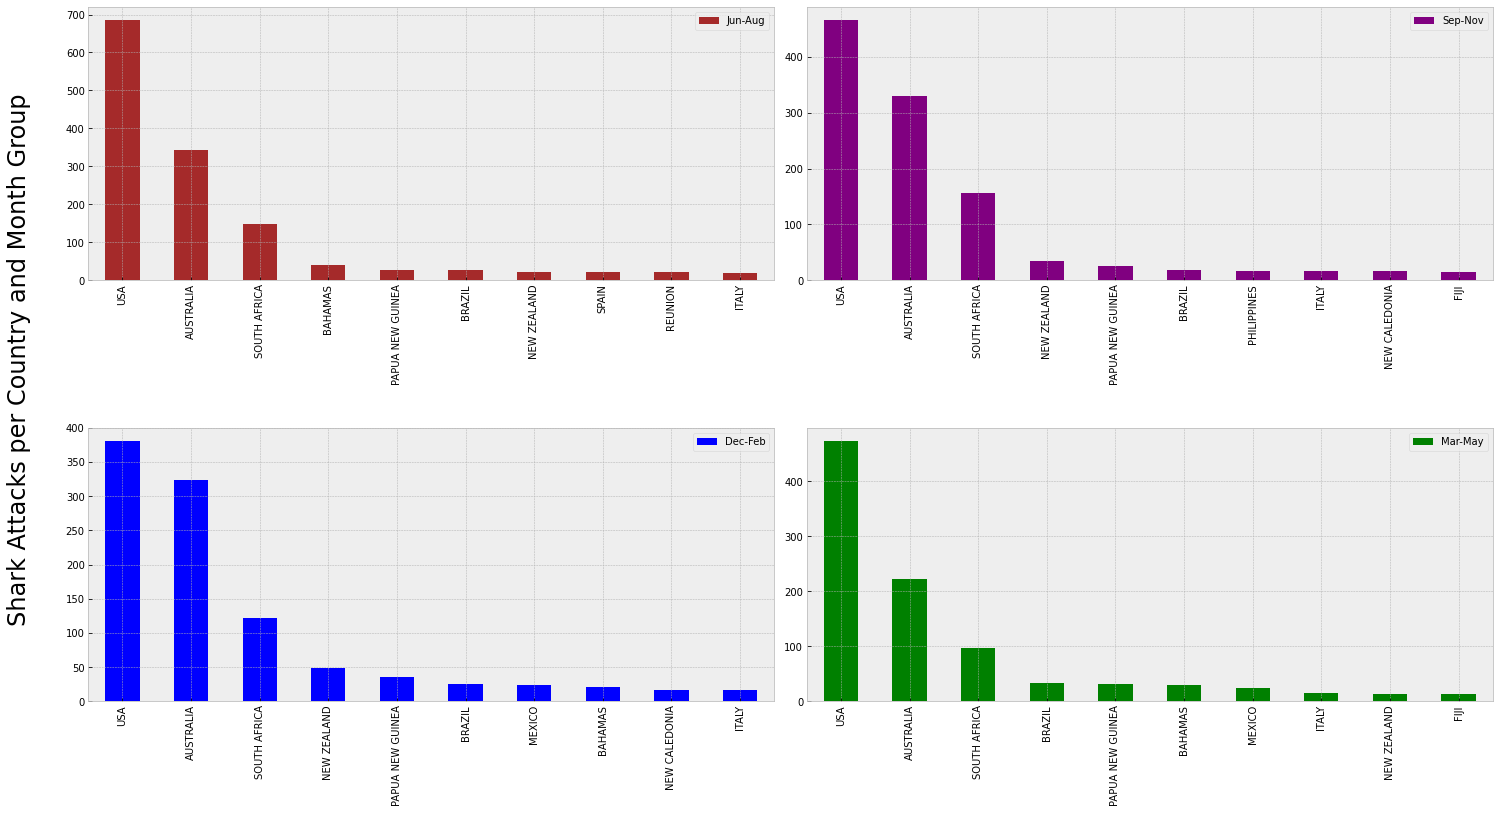 Shark Attacks per Country and Month Group
700
600
500
400
300
200
100
0
Jun-Aug
USA
AUSTRALIA
SOUTH AFRICA
BAHAMAS
PAPUA NEW GUINEA
BRAZIL
NEW ZEALAND
SPAIN
REUNION
ITALY
400
300
200
100
0
Sep-Nov
USA
AUSTRALIA
SOUTH AFRICA
NEW ZEALAND
PAPUA NEW GUINEA
BRAZIL
PHILIPPINES
ITALY
NEW CALEDONIA
FIJI
400
350
300
250
200
150
100
50
0
Dec-Feb
USA
AUSTRALIA
SOUTH AFRICA
NEW ZEALAND
PAPUA NEW GUINEA
BRAZIL
MEXICO
BAHAMAS
NEW CALEDONIA
ITALY
400
300
200
100
0
Mar-May
USA
AUSTRALIA
SOUTH AFRICA
BRAZIL
PAPUA NEW GUINEA
BAHAMAS
MEXICO
ITALY
NEW ZEALAND
FIJI